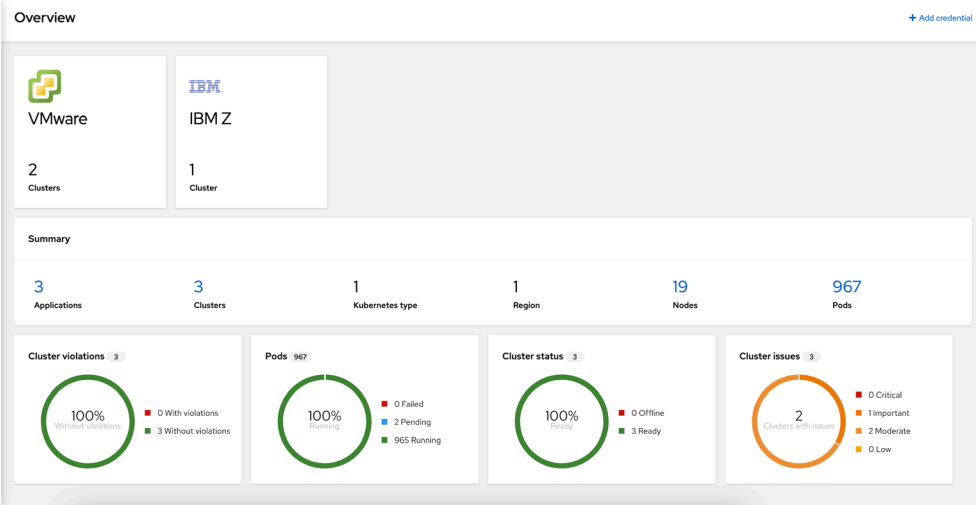 Overview
+ Add credential
IBM
VMware
IBM Z
2
1
Clusters
Cluster
Summary
3
3
1
1
19
967
Applications
Clusters
Kubernetes type
Region
Nodes
Pods
Cluster violations 3
100%
Without violations
0 With violations
3 Without violations
Pods 967
100%
Running
0 Failed
2 Pending
965 Running
Cluster status 3
100%
Ready
0 Offline
3 Ready
Cluster issues 3
2
Clusters with issues
0 Critical
1 Important
2 Moderate
0 Low